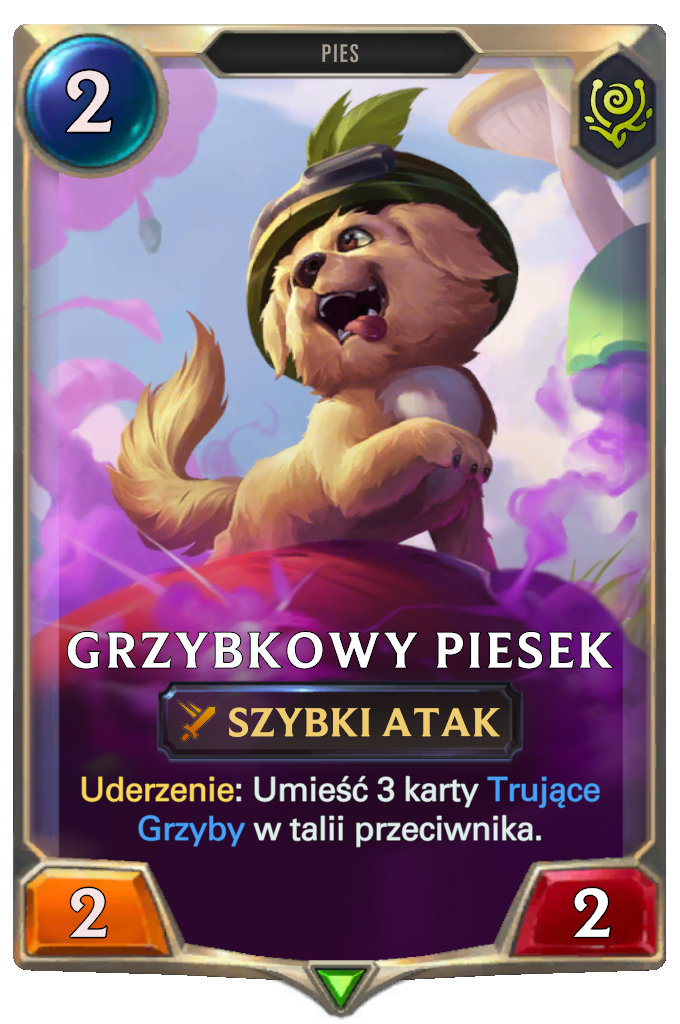 PIES
2
GRZYBKOWY PIESEK
SZYBKI ATAK
Uderzenie: Umieść 3 karty Trujące
Grzyby w talii przeciwnika.
2
2